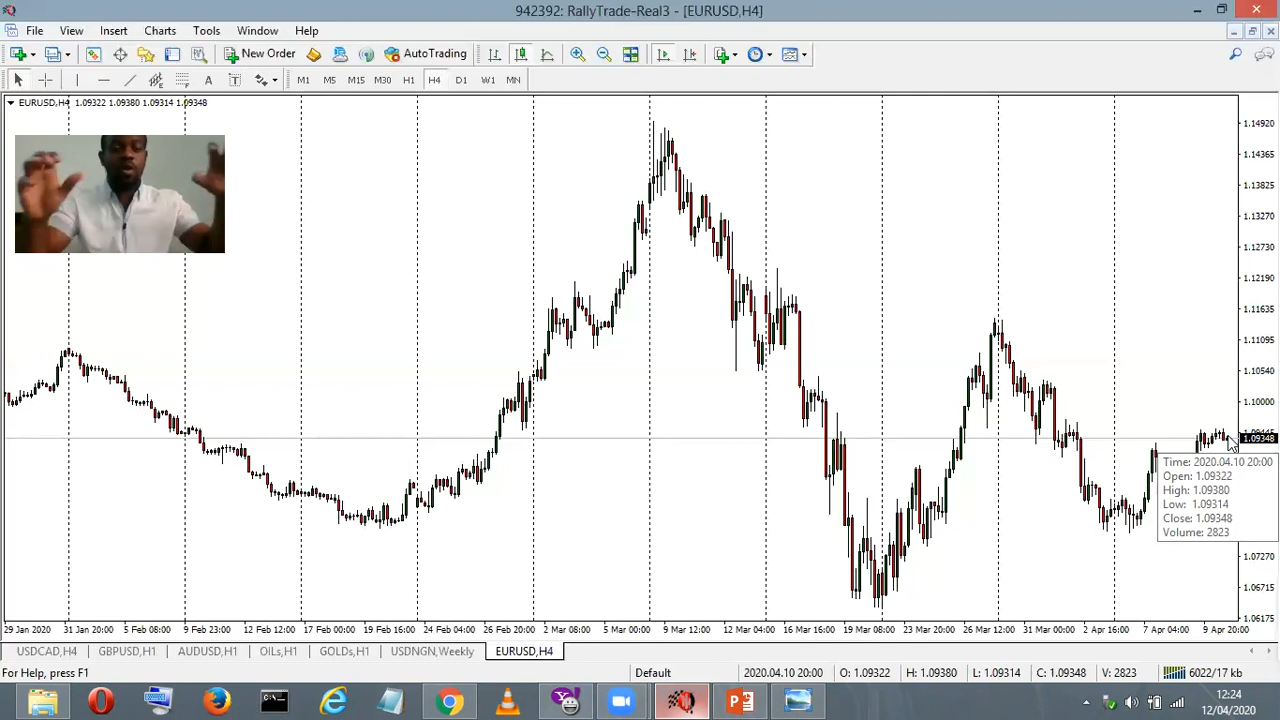 942392: RallyTrade-Real3 - [EURUSD,H4]
File View Insert Charts Tools Window Help
New Order AutoTrading
A T M1 M5 M15 M30 H1 H4 D1 W1 MN
EURUSD,H4 1.09322 1.09380 1.09314 1.09348
1.14920
1.14365
1.13825
1.13270
1.12730
1.12190
1.11635
1.11095
1.10540
1.10000
1.09445
1.09348
Time: 2020.04.10 20:00
Open: 1.09322
High: 1.09380
Low: 1.09314
Close: 1.09348
Volume: 2823
1.07270
1.06715
1.06175
29 Jan 2020 31 Jan 20:00 5 Feb 08:00 9 Feb 23:00 12 Feb 12:00 17 Feb 00:00 19 Feb 16:00 24 Feb 04:00 26 Feb 20:00 2 Mar 08:00 5 Mar 00:00 9 Mar 12:00 12 Mar 04:00 16 Mar 16:00 19 Mar 08:00 23 Mar 20:00 26 Mar 12:00 31 Mar 00:00 2 Apr 16:00 7 Apr 04:00 9 Apr 20:00
USDCAD,H4 GBPUSD,H1 AUDUSD,H1 OILs,H1 GOLDs,H1 USDNGN,Weekly EURUSD,H4
For Help, press F1 Default 2020.04.10 20:00 O: 1.09322 H: 1.09380 L: 1.09314 C: 1.09348 V: 2823 6022/17 kb
12:24
12/04/2020